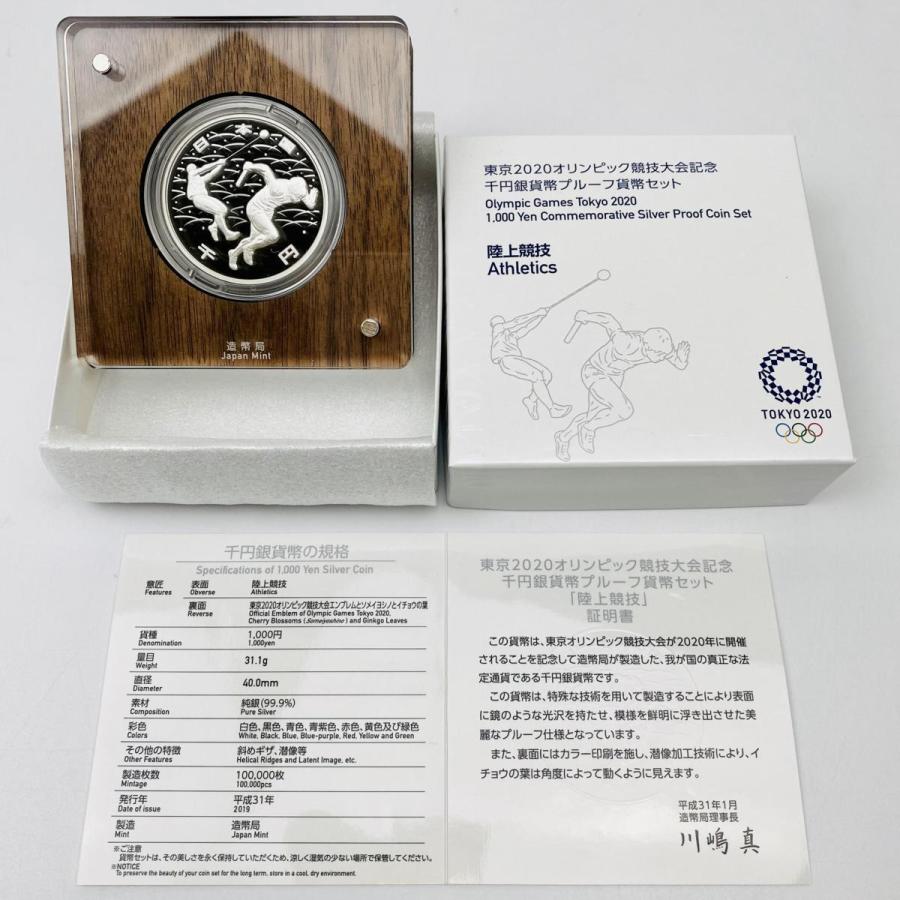 日本国
千円
造幣局
Japan Mint
東京2020オリンピック競技大会記念
千円銀貨幣プルーフ貨幣セット
Olympic Games Tokyo 2020
1,000 Yen Commemorative Silver Proof Coin Set
陸上競技
Athletics
TOKYO 2020
千円銀貨幣の規格
Specifications of 1,000 Yen Silver Coin
意匠 表面 陸上競技
Features Obverse Athletics
裏面 東京2020オリンピック競技大会エンブレムとソメイヨシノとイチョウの葉
Reverse Official Emblem of Olympic Games Tokyo 2020,
Cherry Blossoms (Someiyoshino) and Ginkgo Leaves
貨種 1,000円
Denomination 1,000yen
量目 31.1g
Weight
直径 40.0mm
Diameter
素材 純銀(99.9%)
Composition Pure Silver
彩色 白色、黒色、青色、青紫色、赤色、黄色及び緑色
Colors White, Black, Blue, Blue-purple, Red, Yellow and Green
その他の特徴 斜めギザ、潜像等
Other Features Helical Ridges and Latent Image, etc.
製造枚数 100,000枚
Mintage 100,000pcs
発行年 平成31年
Date of issue 2019
製造 造幣局
Mint Japan Mint
※ご注意
貨幣セットは、その美しさを永く保持していただくため、涼しく湿気の少ない場所で保管してください。
※NOTICE
To preserve the beauty of your coin set for the long term, store in a cool, dry environment.
東京2020オリンピック競技大会記念
千円銀貨幣プルーフ貨幣セット
「陸上競技」
証明書
この貨幣は、東京オリンピック競技大会が2020年に開催
されることを記念して造幣局が製造した、我が国の真正な法
定通貨である千円銀貨幣です。
この貨幣は、特殊な技術を用いて製造することにより表面
に鏡のような光沢を持たせ、模様を鮮明に浮き出させた美
麗なプルーフ仕様となっています。
また、裏面にはカラー印刷を施し、潜像加工技術により、イ
チョウの葉は角度によって動くように見えます。
平成31年1月
造幣局理事長
川嶋 真